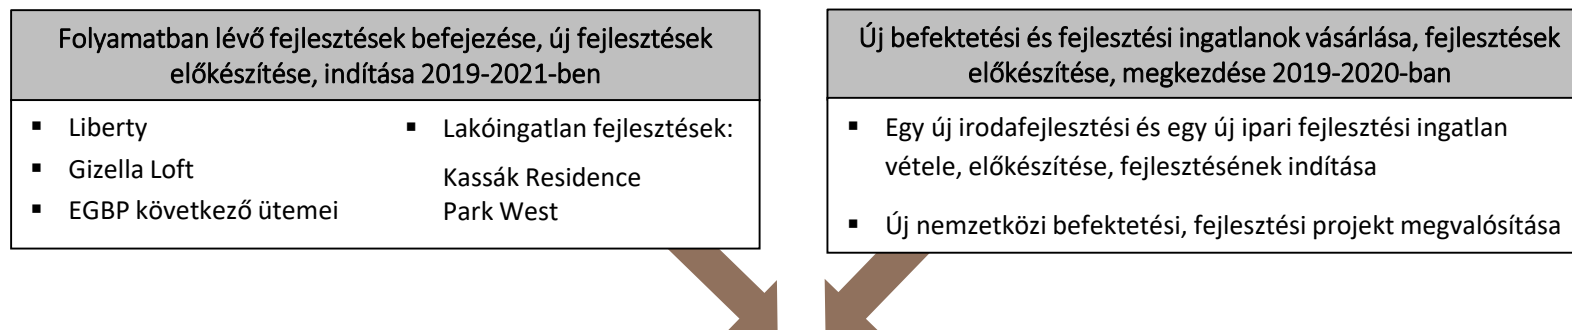 Folyamatban lévő fejlesztések befejezése, új fejlesztések
előkészítése, indítása 2019-2021-ben
▪ Liberty
▪ Gizella Loft
▪ EGBP következő ütemei
▪ Lakóingatlan fejlesztések:
Kassák Residence
Park West
Új befektetési és fejlesztési ingatlanok vásárlása, fejlesztések
előkészítése, megkezdése 2019-2020-ban
▪ Egy új irodafejlesztési és egy új ipari fejlesztési ingatlan
vétele, előkészítése, fejlesztésének indítása
▪ Új nemzetközi befektetési, fejlesztési projekt megvalósítása